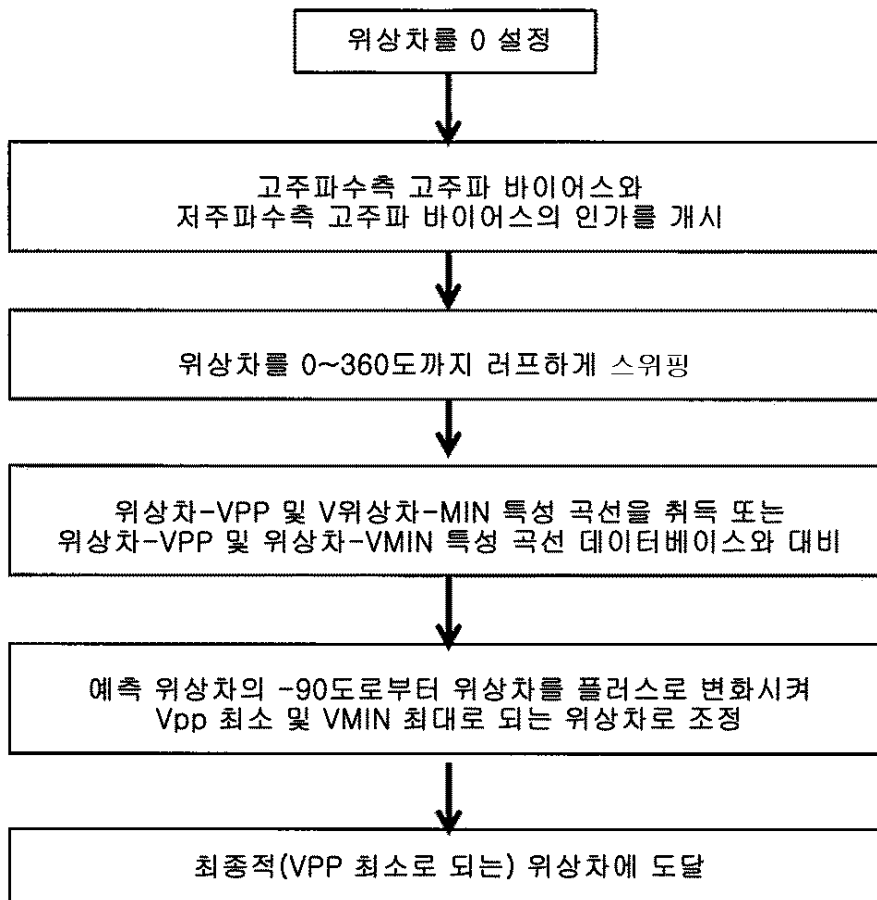 위상차를 0 설정
고주파수측 고주파 바이어스와
저주파수측 고주파 바이어스의 인가를 개시
위상차를 0~360도까지 러프하게 스위핑
위상차-VPP 및 V위상차-MIN 특성 곡선을 취득 또는
위상차-VPP 및 위상차-VMIN 특성 곡선 데이터베이스와 대비
예측 위상차의 -90도로부터 위상차를 플러스로 변화시켜
Vpp 최소 및 VMIN 최대로 되는 위상차로 조정
최종적(VPP 최소로 되는) 위상차에 도달